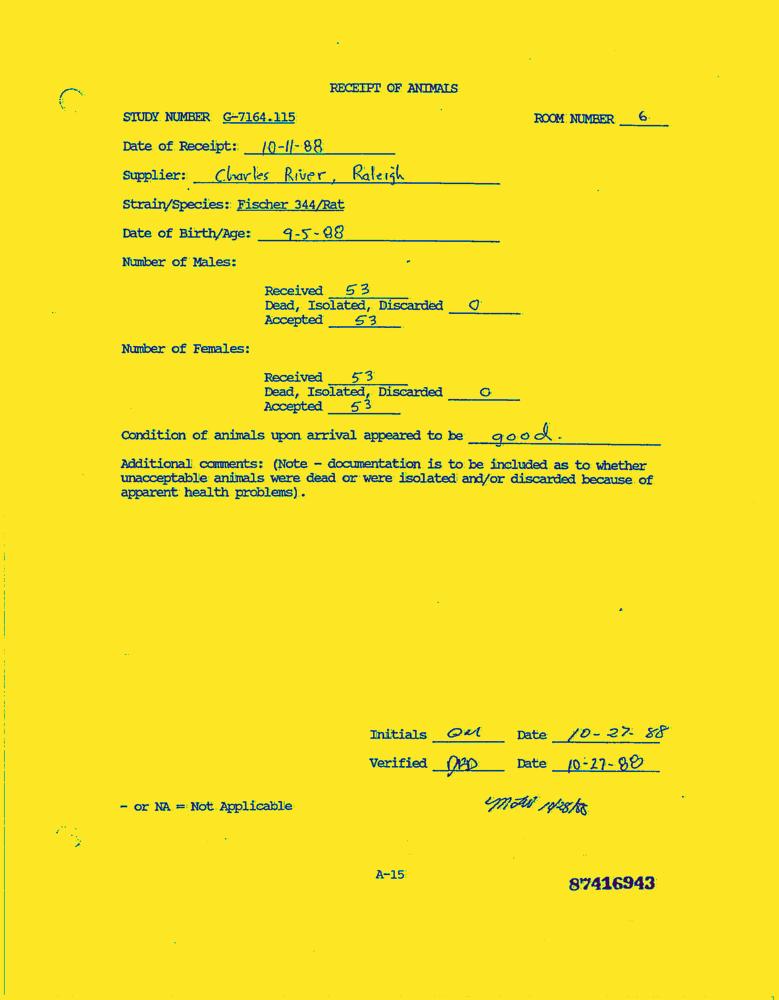 RECEIPT OF ANIMALS
STUDY NUMBER G-7164.115 ROOM NUMBER 6
Date of Receipt: 10-11-88
Supplier: Charles River, Raleigh
Strain/Species: Fischer 344/Rat
Date of Birth/Age: 9-5-88
Number of Males:
Received 53
Dead, Isolated, Discarded 0
Accepted 53
Number of Females:
Received 53
Dead, Isolated, Discarded 0
Accepted 53
Condition of animals upon arrival appeared to be good.
Additional comments: (Note - documentation is to be included as to whether
unacceptable animals were dead or were isolated and/or discarded because of
apparent health problems).
Initials Date 10-27-88
Verified Date 10-27-88
- or NA = Not Applicable 10/28/88
A-15
87416943